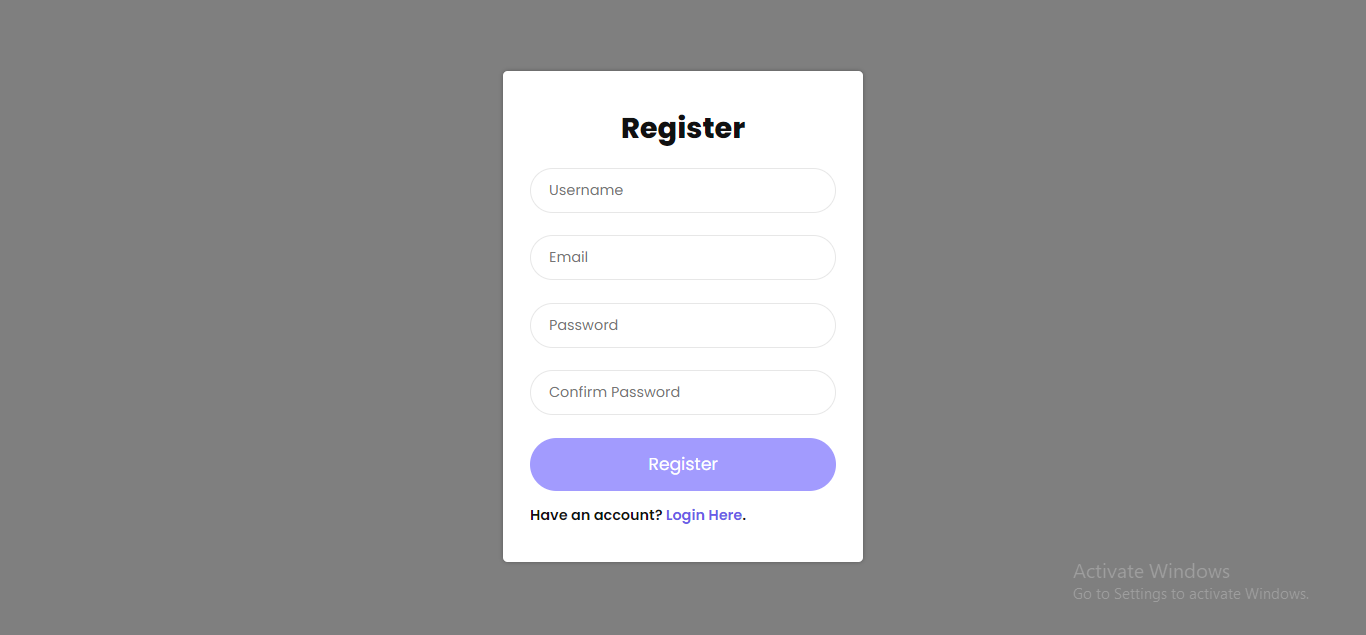 Register
Username
Email
Password
Confirm Password
Register
Have an account? Login Here.
Activate Windows
Go to Settings to activate Windows.